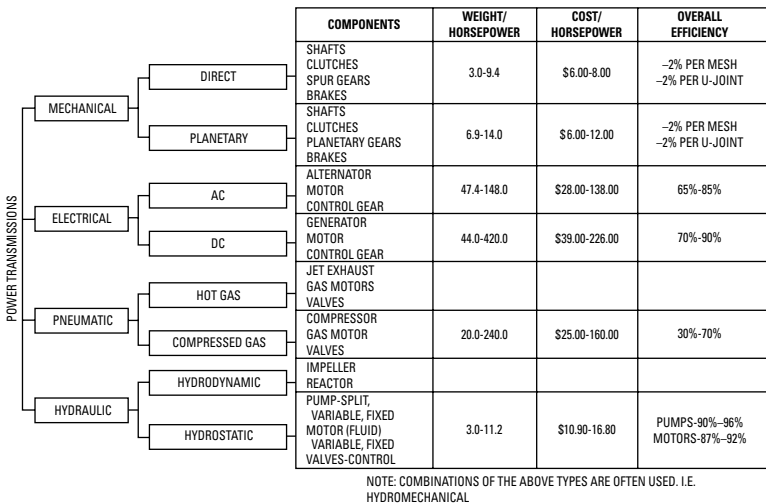 COMPONENTS
WEIGHT/
HORSEPOWER
COST/
HORSEPOWER
OVERALL
EFFICIENCY
POWER TRANSMISSIONS
MECHANICAL
DIRECT
SHAFTS
CLUTCHES
SPUR GEARS
BRAKES
3.0-9.4
$6.00-8.00
–2% PER MESH
–2% PER U-JOINT
PLANETARY
SHAFTS
CLUTCHES
PLANETARY GEARS
BRAKES
6.9-14.0
$6.00-12.00
–2% PER MESH
–2% PER U-JOINT
ELECTRICAL
AC
ALTERNATOR
MOTOR
CONTROL GEAR
47.4-148.0
$28.00-138.00
65%-85%
DC
GENERATOR
MOTOR
CONTROL GEAR
44.0-420.0
$39.00-226.00
70%-90%
PNEUMATIC
HOT GAS
JET EXHAUST
GAS MOTORS
VALVES
COMPRESSED GAS
COMPRESSOR
GAS MOTOR
VALVES
20.0-240.0
$25.00-160.00
30%-70%
HYDRAULIC
HYDRODYNAMIC
IMPELLER
REACTOR
HYDROSTATIC
PUMP-SPLIT,
VARIABLE, FIXED
MOTOR (FLUID)
VARIABLE, FIXED
VALVES-CONTROL
3.0-11.2
$10.90-16.80
PUMPS-90%–96%
MOTORS-87%–92%
NOTE: COMBINATIONS OF THE ABOVE TYPES ARE OFTEN USED. I.E.
HYDROMECHANICAL